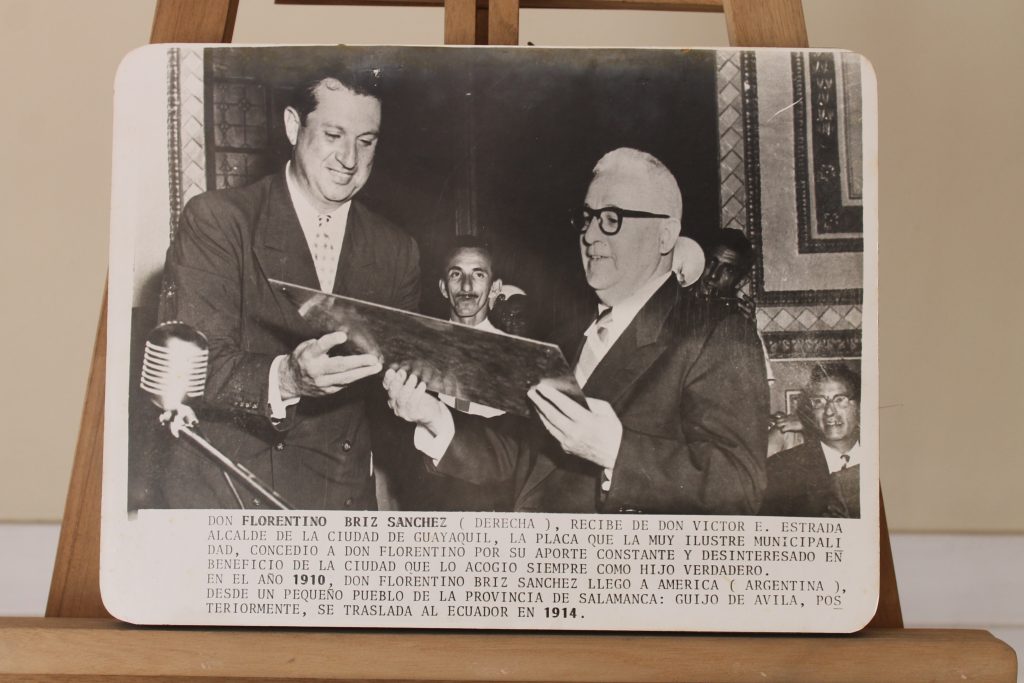 DON FLORENTINO BRIZ SANCHEZ ( DERECHA ), RECIBE DE DON VICTOR E. ESTRADA
ALCALDE DE LA CIUDAD DE GUAYAQUIL, LA PLACA QUE LA MUY ILUSTRE MUNICIPALI
DAD, CONCEDIO A DON FLORENTINO POR SU APORTE CONSTANTE Y DESINTERESADO EN
BENEFICIO DE LA CIUDAD QUE LO ACOGIO SIEMPRE COMO HIJO VERDADERO.
EN EL AÑO 1910, DON FLORENTINO BRIZ SANCHEZ LLEGO A AMERICA ( ARGENTINA ),
DESDE UN PEQUEÑO PUEBLO DE LA PROVINCIA DE SALAMANCA: GUIJO DE AVILA, POS
TERIORMENTE, SE TRASLADA AL ECUADOR EN 1914.